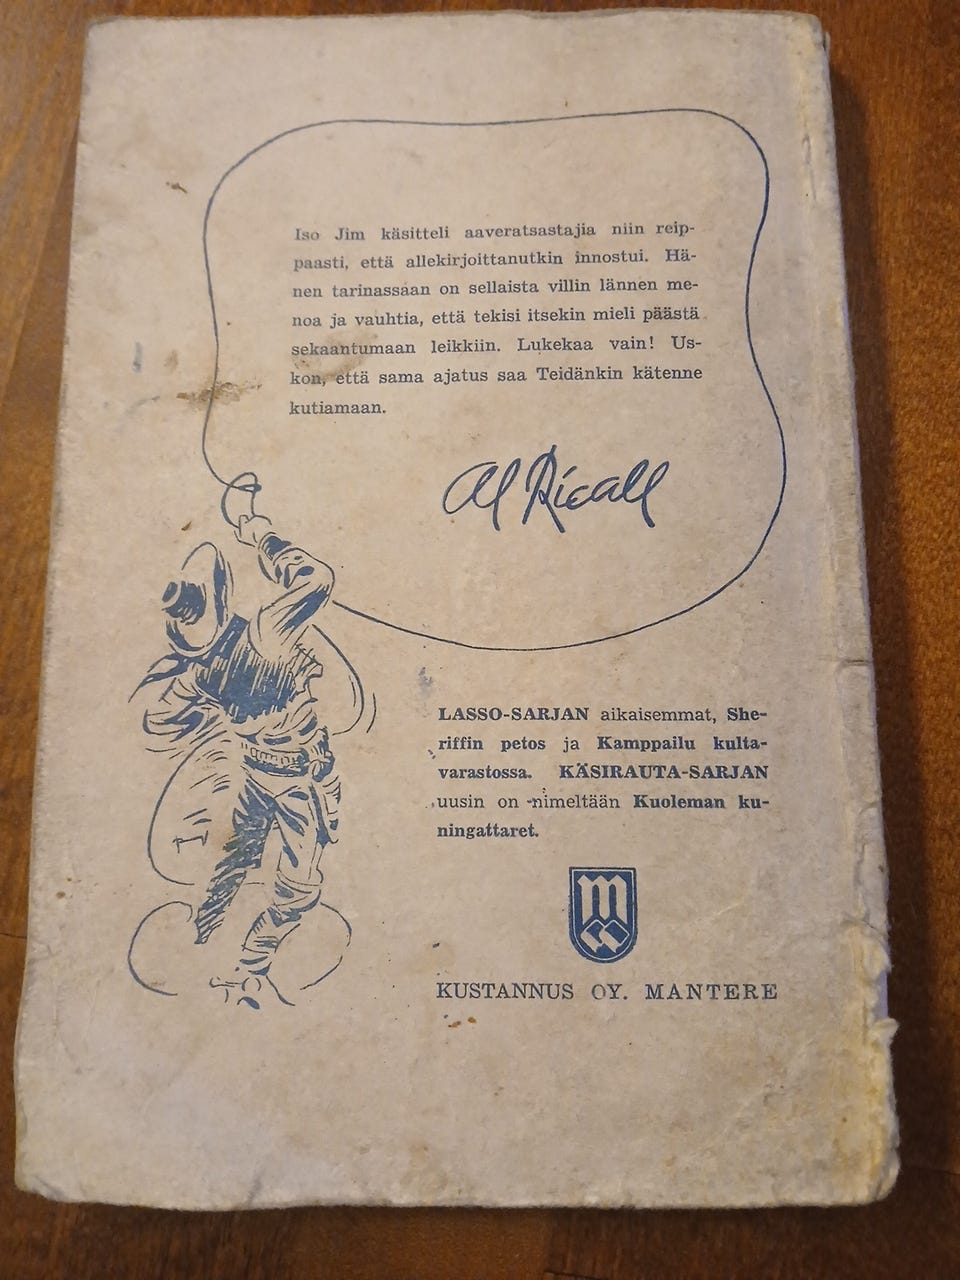 Iso Jim käsitteli aaveratsastajia niin reip-
paasti, että allekirjoittanutkin innostui. Hä-
nen tarinassaan on sellaista villin lännen me-
noa ja vauhtia, että tekisi itsekin mieli päästä
sekaantumaan leikkiin. Lukekaa vain! Us-
kon, että sama ajatus saa Teidänkin kätenne
kutiamaan.
Al Ricall
LASSO-SARJAN aikaisemmat, She-
riffin petos ja Kamppailu kulta-
varastossa. KÄSIRAUTA-SARJAN
uusin on nimeltään Kuoleman ku-
ningattaret.
m
KUSTANNUS OY. MANTERE